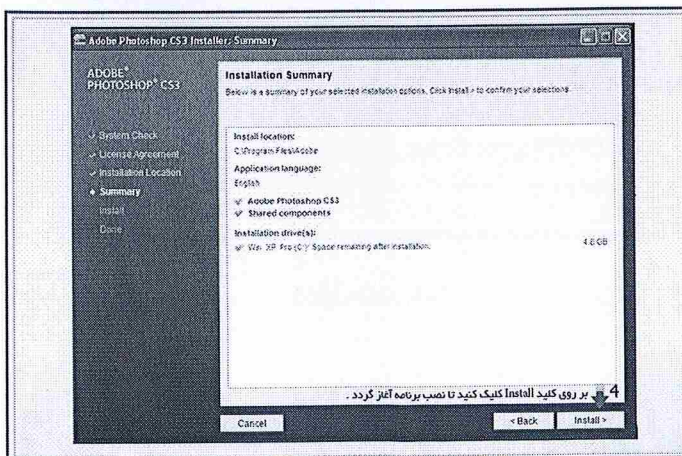 Adobe Photoshop CS3 Installer: Summary
ADOBE®
PHOTOSHOP® CS3
System Check
License Agreement
Installation Location
Summary
Install
Done
Installation Summary
Below is a summary of your selected installation options. Click Install > to confirm your selections.
Install location:
C:\Program Files\Adobe
Application language:
English
Adobe Photoshop CS3
Shared components
Installation drive(s):
Win XP Pro (C:)' Space remaining after installation: 4.8 GB
4 بر روی کلید Install کلیک کنید تا نصب برنامه آغاز گردد .
Cancel
< Back
Install >